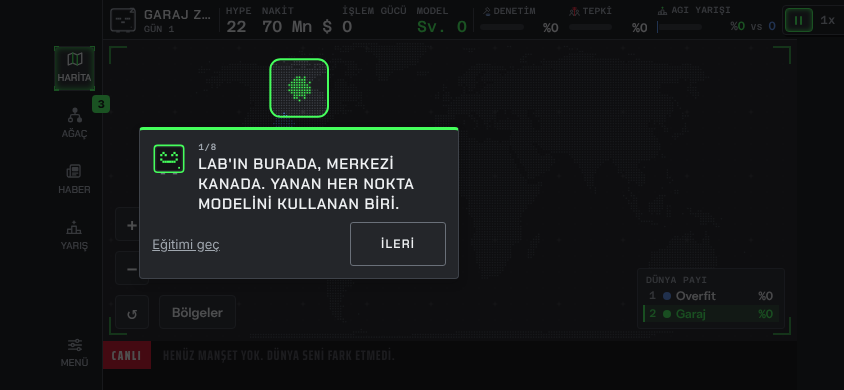 GARAJ Z...
GÜN 1
HYPE
22
NAKİT
70 Mn $
İŞLEM GÜCÜ
0
MODEL
Sv. 0
DENETİM
%0
TEPKİ
%0
AGI YARIŞI
%0 vs 0
1x
HARİTA
3
AĞAÇ
HABER
YARIŞ
MENÜ
1/8
LAB'IN BURADA, MERKEZİ
KANADA. YANAN HER NOKTA
MODELİNİ KULLANAN BİRİ.
Eğitimi geç
İLERİ
+
−
↺
Bölgeler
DÜNYA PAYI
1 Overfit %0
2 Garaj %0
CANLI
HENÜZ MANŞET YOK. DÜNYA SENİ FARK ETMEDİ.